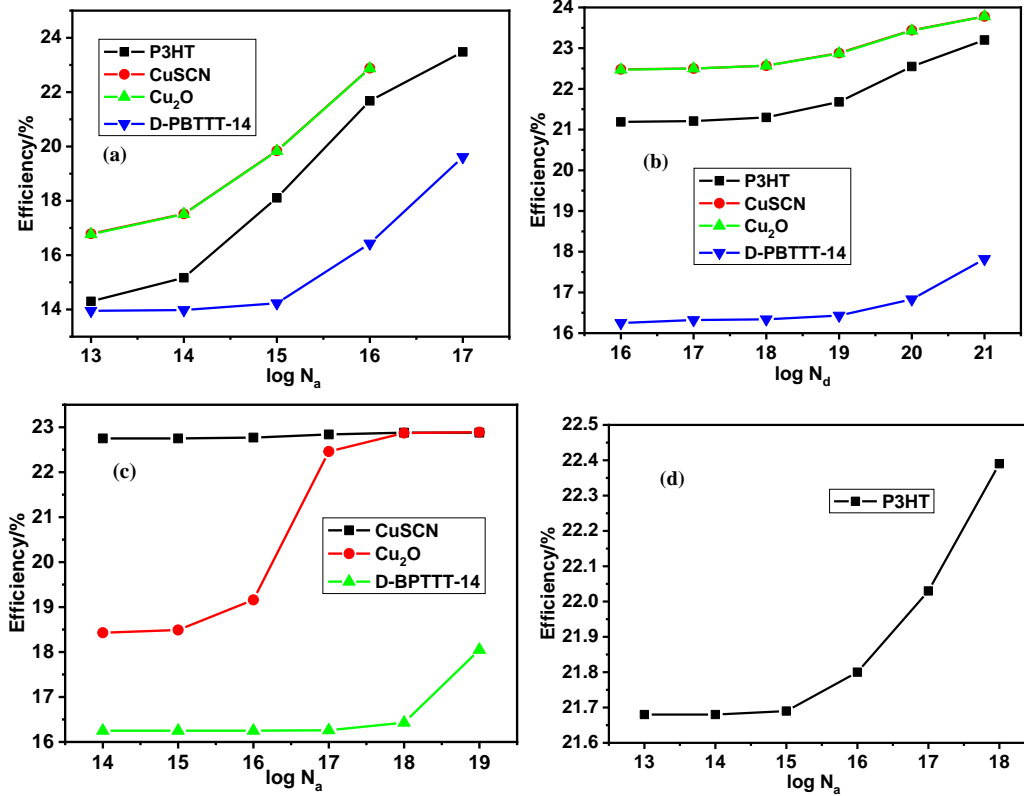 24
22
20
18
16
14
Efficiency/%
P3HT
CuSCN
Cu₂O
D-PBTTT-14
(a)
13 14 15 16 17
log Nₐ
24
23
22
21
20
19
18
17
16
Efficiency/%
(b)
P3HT
CuSCN
Cu₂O
D-PBTTT-14
16 17 18 19 20 21
log N_d
23
22
21
20
19
18
17
16
Efficiency/%
(c)
CuSCN
Cu₂O
D-BPTTT-14
14 15 16 17 18 19
log Nₐ
22.5
22.4
22.3
22.2
22.1
22.0
21.9
21.8
21.7
21.6
Efficiency/%
(d)
P3HT
13 14 15 16 17 18
log Nₐ